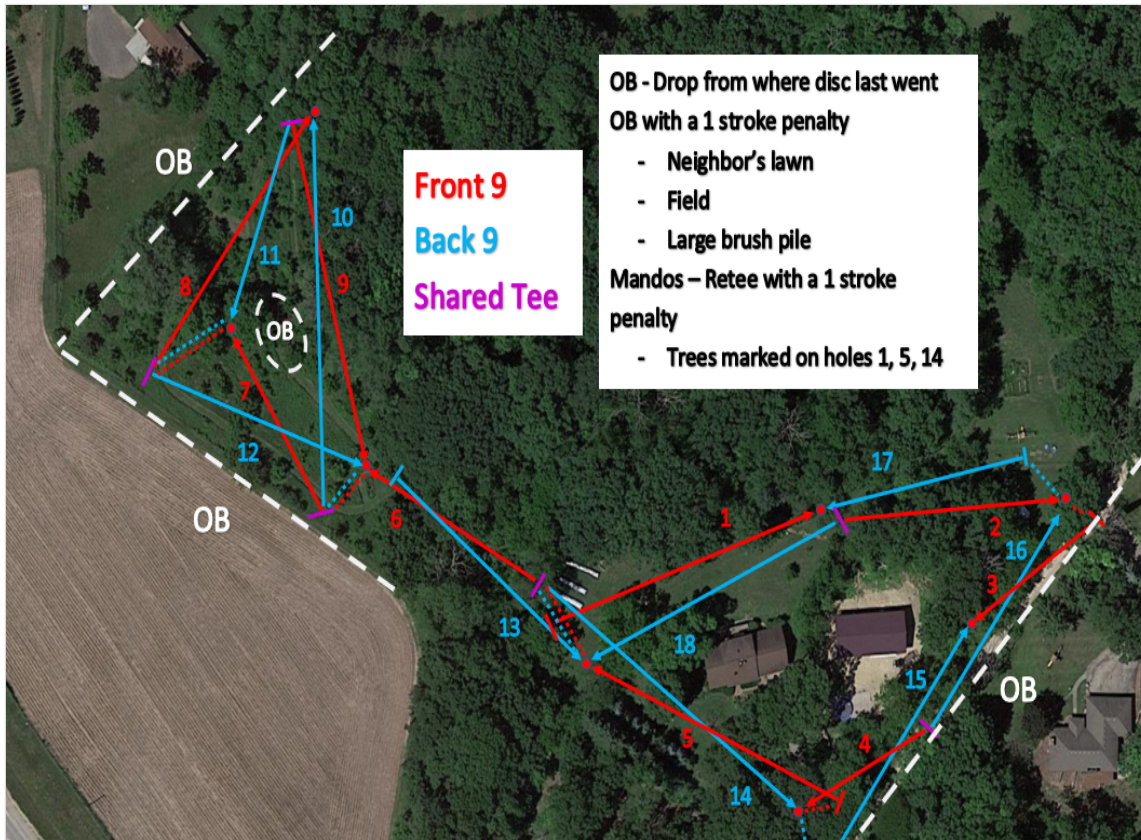 OB - Drop from where disc last went
OB with a 1 stroke penalty
- Neighbor's lawn
- Field
- Large brush pile
Mandos – Retee with a 1 stroke
penalty
- Trees marked on holes 1, 5, 14
Front 9
Back 9
Shared Tee
OB
10
11
8
9
OB
7
12
OB
6
17
1
2
16
3
13
18
15
OB
5
4
14